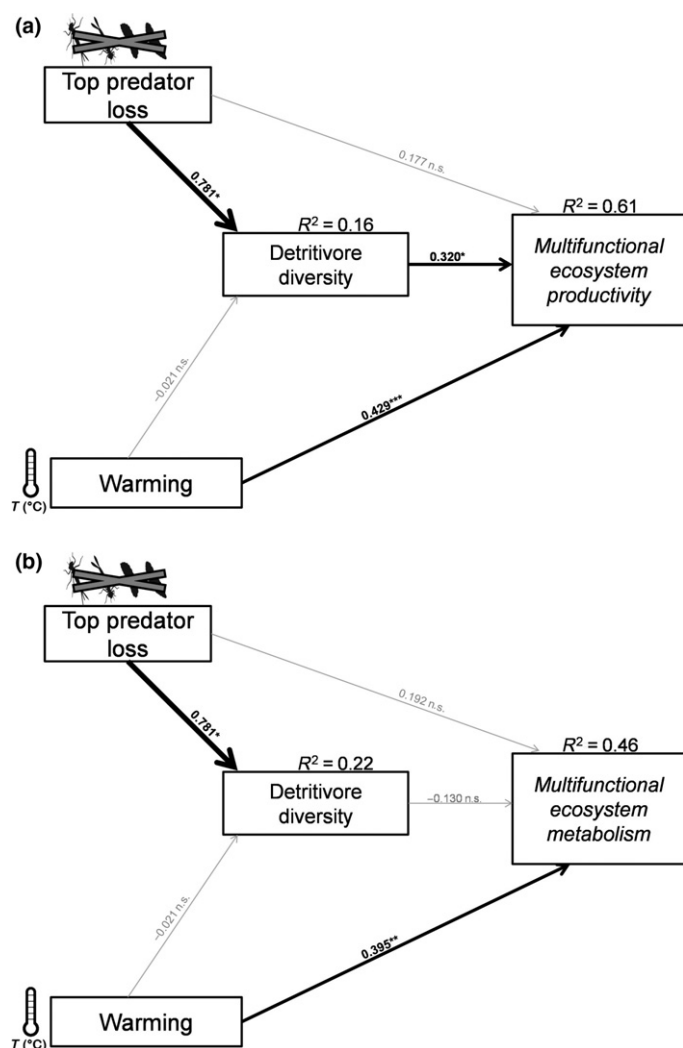 (a)
Top predator
loss
0.177 n.s.
0.781*
R² = 0.16
R² = 0.61
Detritivore
diversity
0.320*
Multifunctional
ecosystem
productivity
–0.021 n.s.
0.429***
Warming
T (°C)
(b)
Top predator
loss
0.192 n.s.
0.781*
R² = 0.22
R² = 0.46
Detritivore
diversity
–0.130 n.s.
Multifunctional
ecosystem
metabolism
–0.021 n.s.
0.395**
Warming
T (°C)